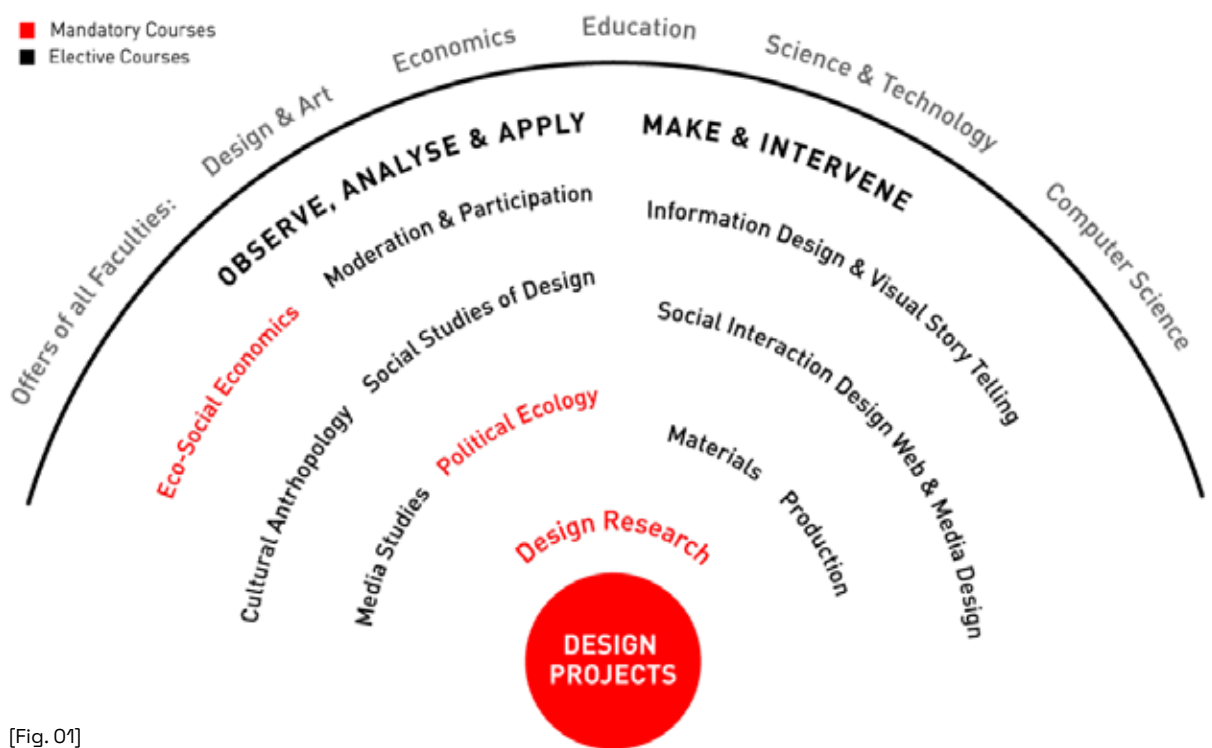 Mandatory Courses
Elective Courses
Offers of all Faculties:
Design & Art
Economics
Education
Science & Technology
Computer Science
OBSERVE, ANALYSE & APPLY
MAKE & INTERVENE
Eco-Social Economics
Moderation & Participation
Information Design & Visual Story Telling
Cultural Antrhopology
Social Studies of Design
Social Interaction Design
Web & Media Design
Media Studies
Political Ecology
Materials
Production
Design Research
DESIGN
PROJECTS
[Fig. 01]